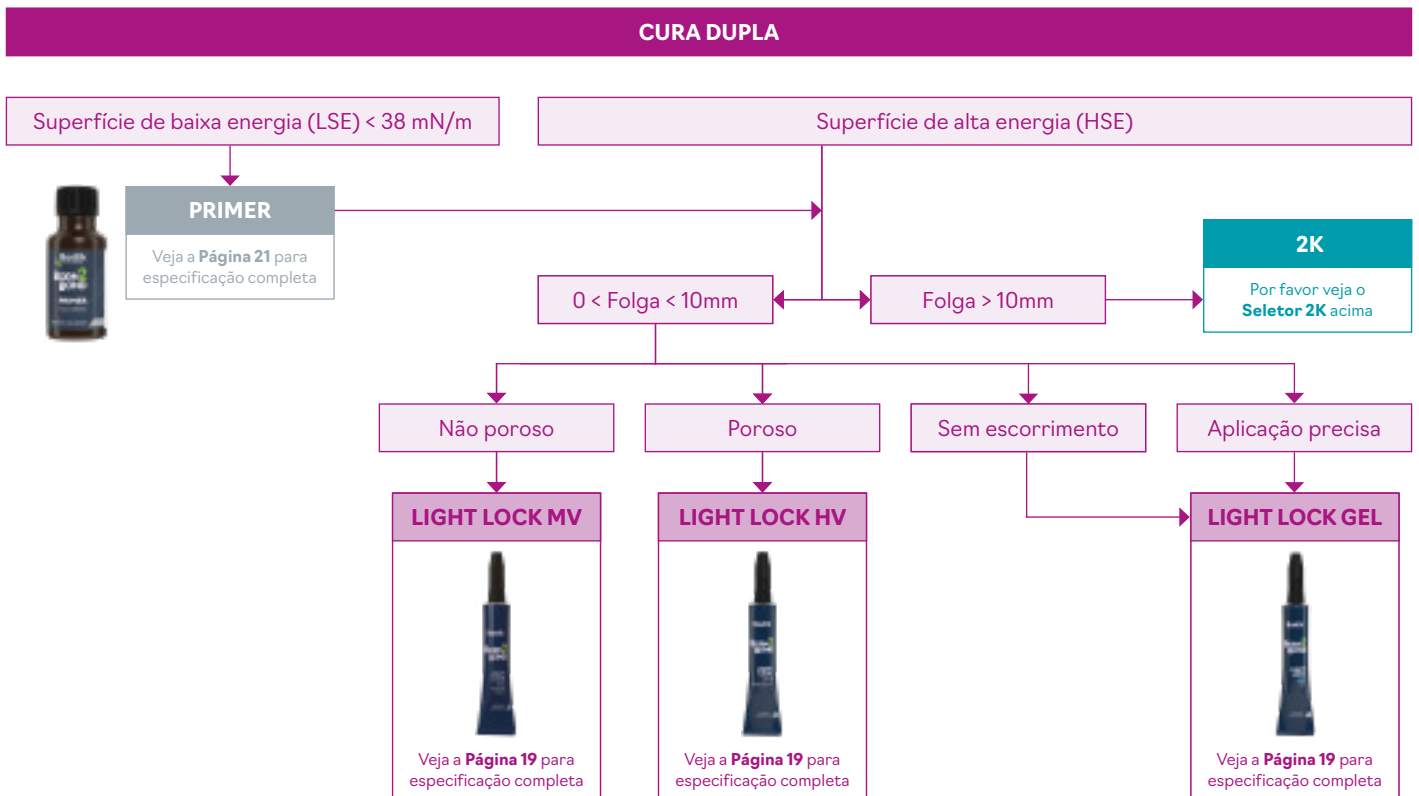 CURA DUPLA
Superfície de baixa energia (LSE) < 38 mN/m
Superfície de alta energia (HSE)
PRIMER
Veja a Página 21 para
especificação completa
2K
Por favor veja o
Seletor 2K acima
0 < Folga < 10mm
Folga > 10mm
Não poroso
Poroso
Sem escorrimento
Aplicação precisa
LIGHT LOCK MV
LIGHT LOCK HV
LIGHT LOCK GEL
Veja a Página 19 para
especificação completa
Veja a Página 19 para
especificação completa
Veja a Página 19 para
especificação completa
PRIMER